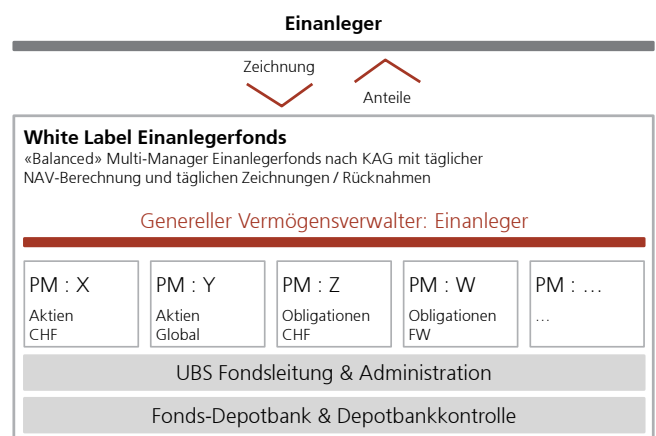 Einanleger
Zeichnung
Anteile
White Label Einanlegerfonds
«Balanced» Multi-Manager Einanlegerfonds nach KAG mit täglicher
NAV-Berechnung und täglichen Zeichnungen / Rücknahmen
Genereller Vermögensverwalter: Einanleger
PM : X
Aktien
CHF
PM : Y
Aktien
Global
PM : Z
Obligationen
CHF
PM : W
Obligationen
FW
PM : …
…
UBS Fondsleitung & Administration
Fonds-Depotbank & Depotbankkontrolle